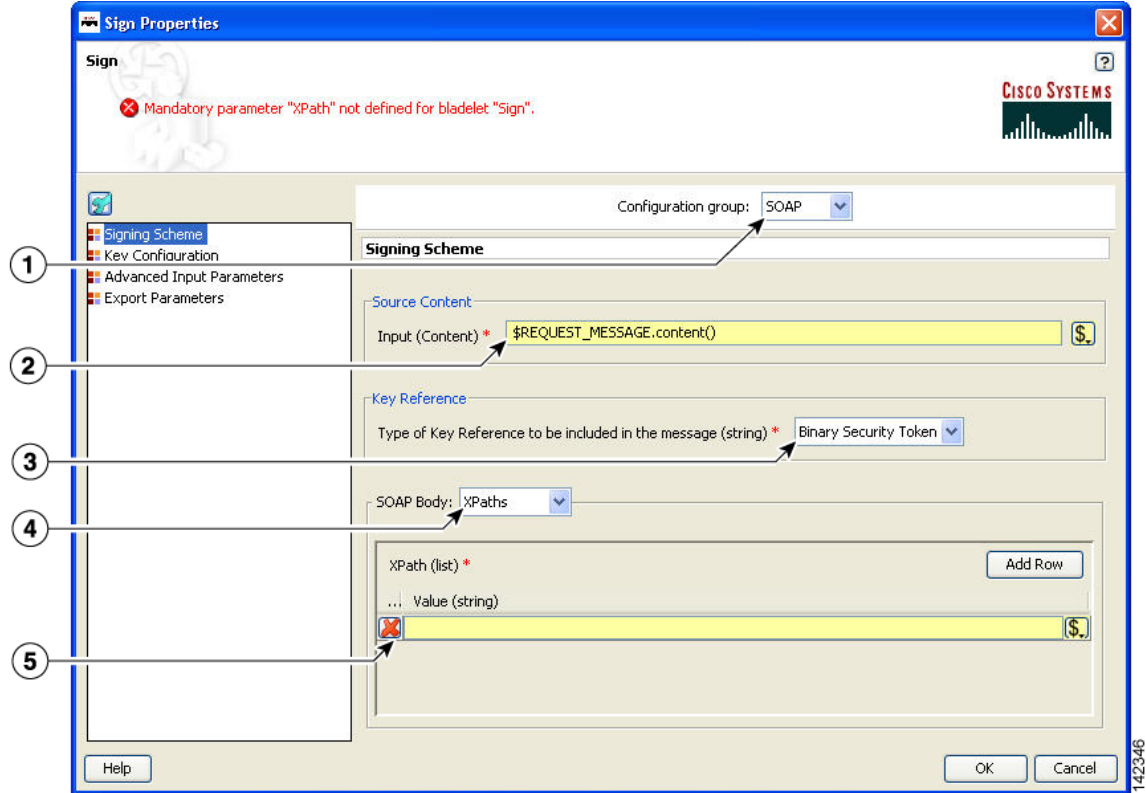 Sign Properties
Sign
?
Mandatory parameter "XPath" not defined for bladelet "Sign".
CISCO SYSTEMS
Configuration group: SOAP
Signing Scheme
Key Configuration
Advanced Input Parameters
Export Parameters
1
Signing Scheme
Source Content
Input (Content) * $REQUEST_MESSAGE.content() $
2
Key Reference
Type of Key Reference to be included in the message (string) * Binary Security Token
3
SOAP Body: XPaths
4
XPath (list) * Add Row
... Value (string)
$
5
Help OK Cancel
142346